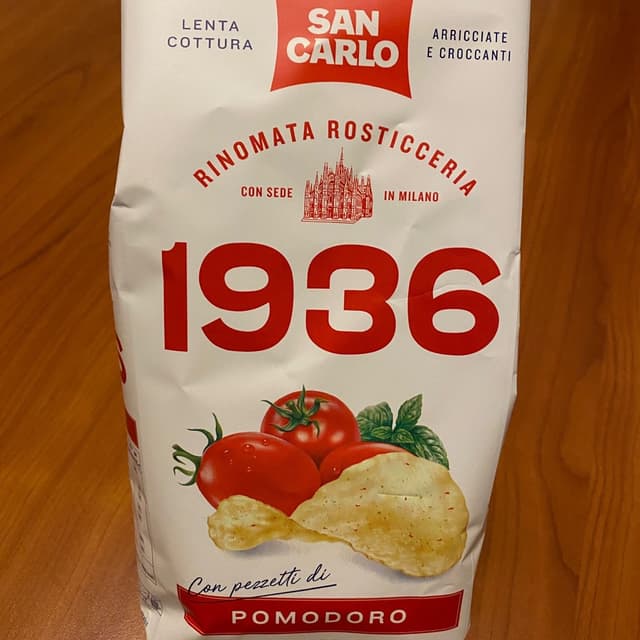 LENTA
COTTURA
SAN
CARLO
ARRICCIATE
E CROCCANTI
RINOMATA ROSTICCERIA
CON SEDE
IN MILANO
1936
Con pezzetti di
POMODORO